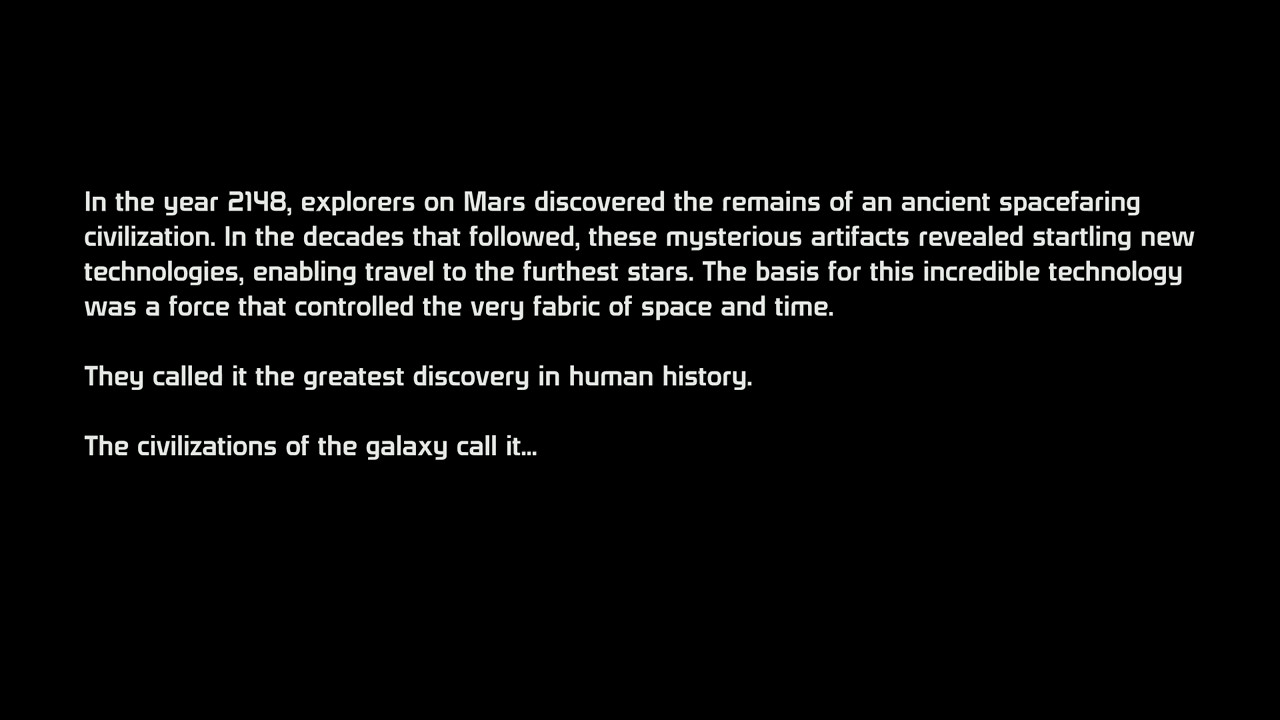 In the year 2148, explorers on Mars discovered the remains of an ancient spacefaring
civilization. In the decades that followed, these mysterious artifacts revealed startling new
technologies, enabling travel to the furthest stars. The basis for this incredible technology
was a force that controlled the very fabric of space and time.
They called it the greatest discovery in human history.
The civilizations of the galaxy call it...